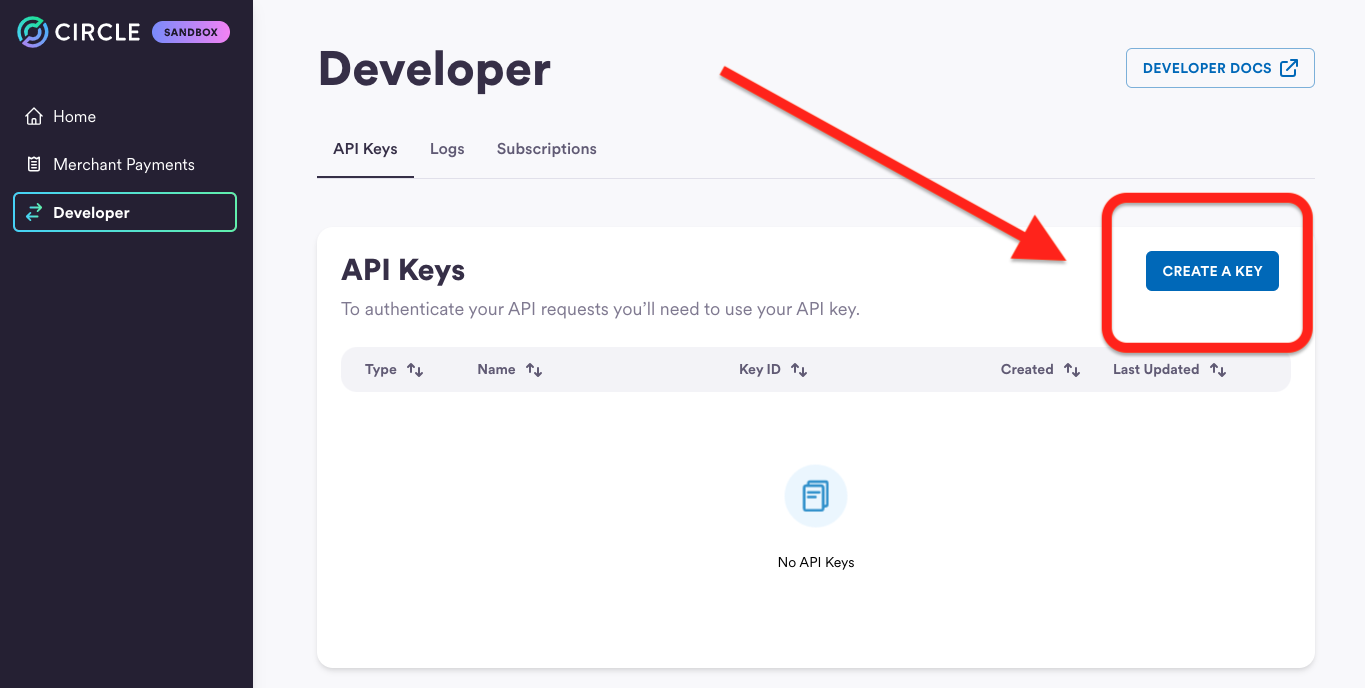 CIRCLE SANDBOX
Home
Merchant Payments
Developer
Developer
DEVELOPER DOCS
API Keys Logs Subscriptions
API Keys
To authenticate your API requests you’ll need to use your API key.
CREATE A KEY
Type Name Key ID Created Last Updated
No API Keys